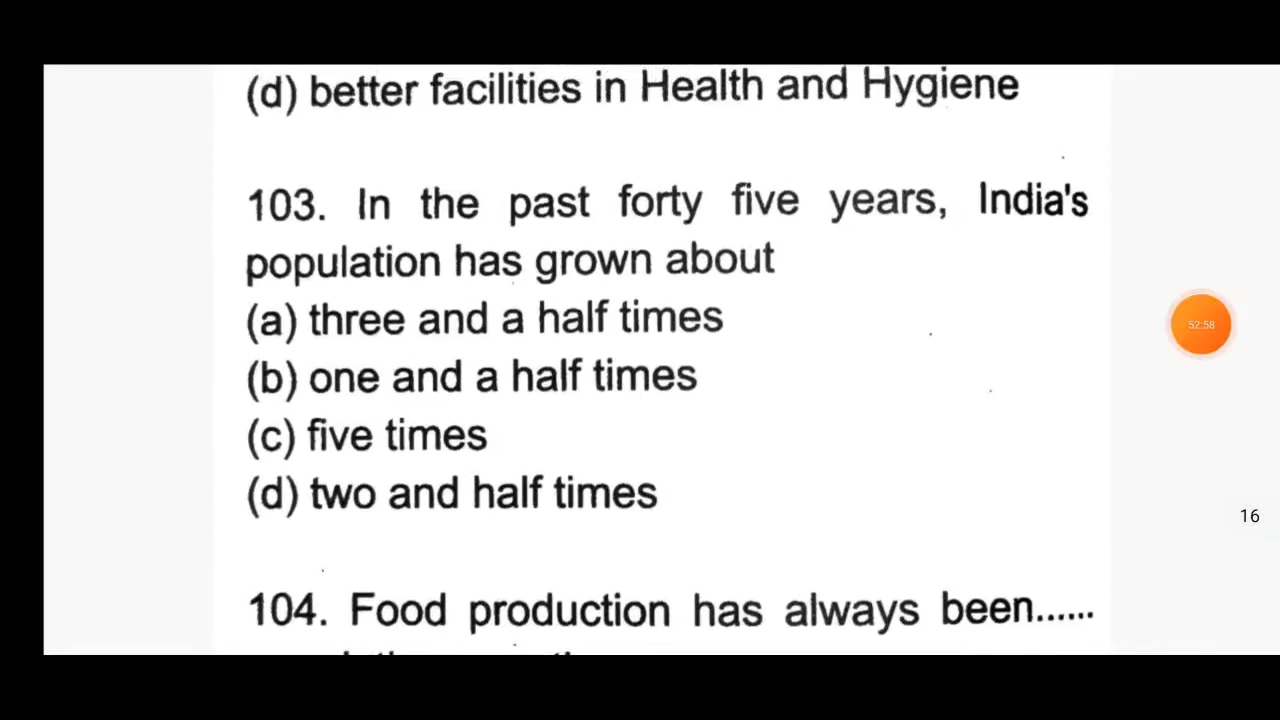 (d) better facilities in Health and Hygiene
103. In the past forty five years, India's
population has grown about
(a) three and a half times
(b) one and a half times
(c) five times
(d) two and half times
52:58
16
104. Food production has always been......